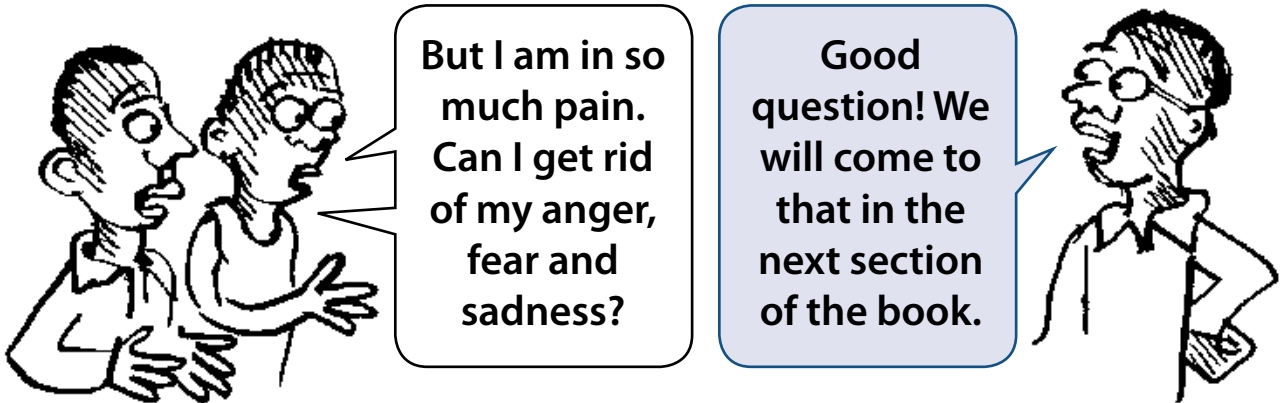 But I am in so
much pain.
Can I get rid
of my anger,
fear and
sadness?
Good
question! We
will come to
that in the
next section
of the book.